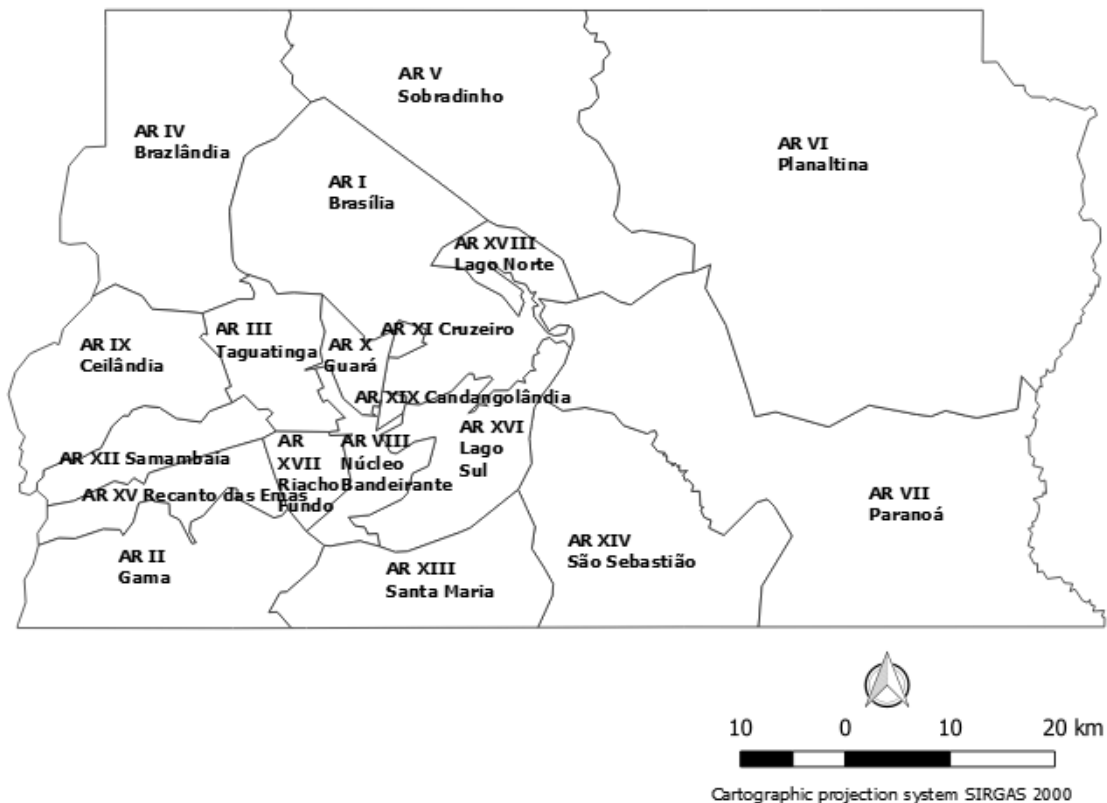 AR V
Sobradinho
AR IV
Brazlândia
AR VI
Planaltina
AR I
Brasília
AR XVIII
Lago Norte
AR III
Taguatinga
AR X
Guará
AR XI Cruzeiro
AR IX
Ceilândia
AR XIX Candangolândia
AR XVI
Lago
Sul
AR
XVII
Riacho
Fundo
AR VIII
Núcleo
Bandeirante
AR XII Samambaia
AR XV Recanto das Emas
AR VII
Paranoá
AR II
Gama
AR XIII
Santa Maria
AR XIV
São Sebastião
10 0 10 20 km
Cartographic projection system SIRGAS 2000